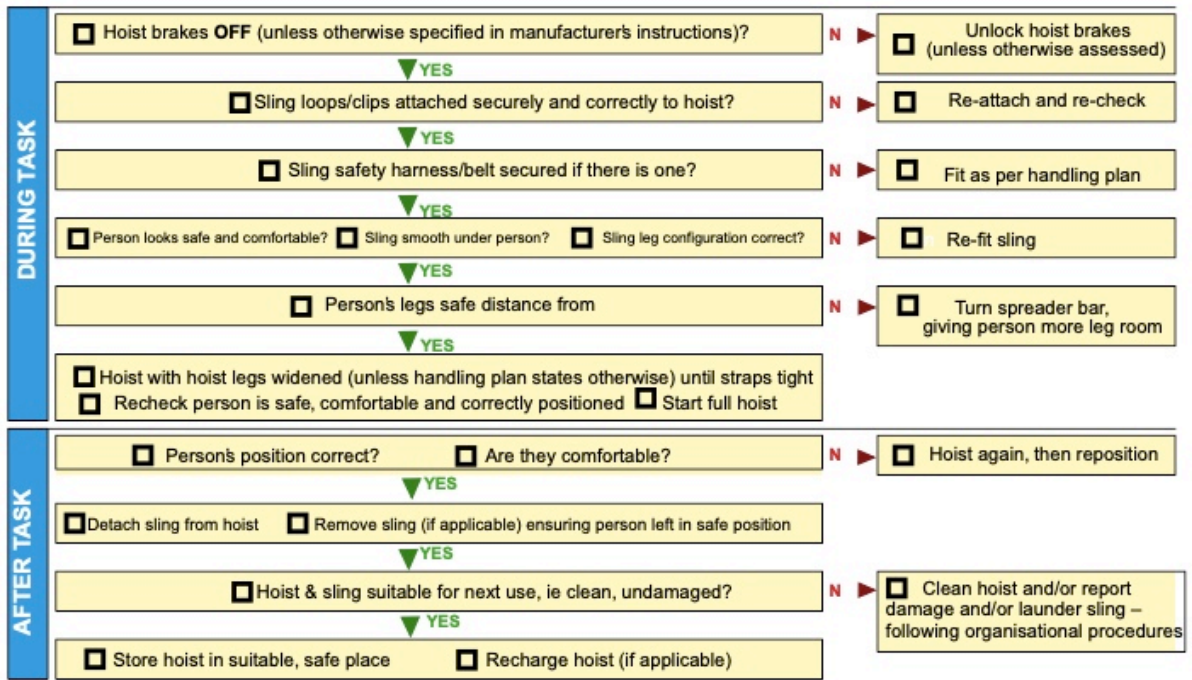 DURING TASK
Hoist brakes OFF (unless otherwise specified in manufacturer's instructions)?
N
Unlock hoist brakes
(unless otherwise assessed)
YES
Sling loops/clips attached securely and correctly to hoist?
N
Re-attach and re-check
YES
Sling safety harness/belt secured if there is one?
N
Fit as per handling plan
YES
Person looks safe and comfortable? Sling smooth under person? Sling leg configuration correct?
N
Re-fit sling
YES
Person's legs safe distance from
N
Turn spreader bar,
giving person more leg room
YES
Hoist with hoist legs widened (unless handling plan states otherwise) until straps tight
Recheck person is safe, comfortable and correctly positioned Start full hoist
AFTER TASK
Person's position correct? Are they comfortable?
N
Hoist again, then reposition
YES
Detach sling from hoist Remove sling (if applicable) ensuring person left in safe position
YES
Hoist & sling suitable for next use, ie clean, undamaged?
N
Clean hoist and/or report
damage and/or launder sling –
following organisational procedures
YES
Store hoist in suitable, safe place Recharge hoist (if applicable)